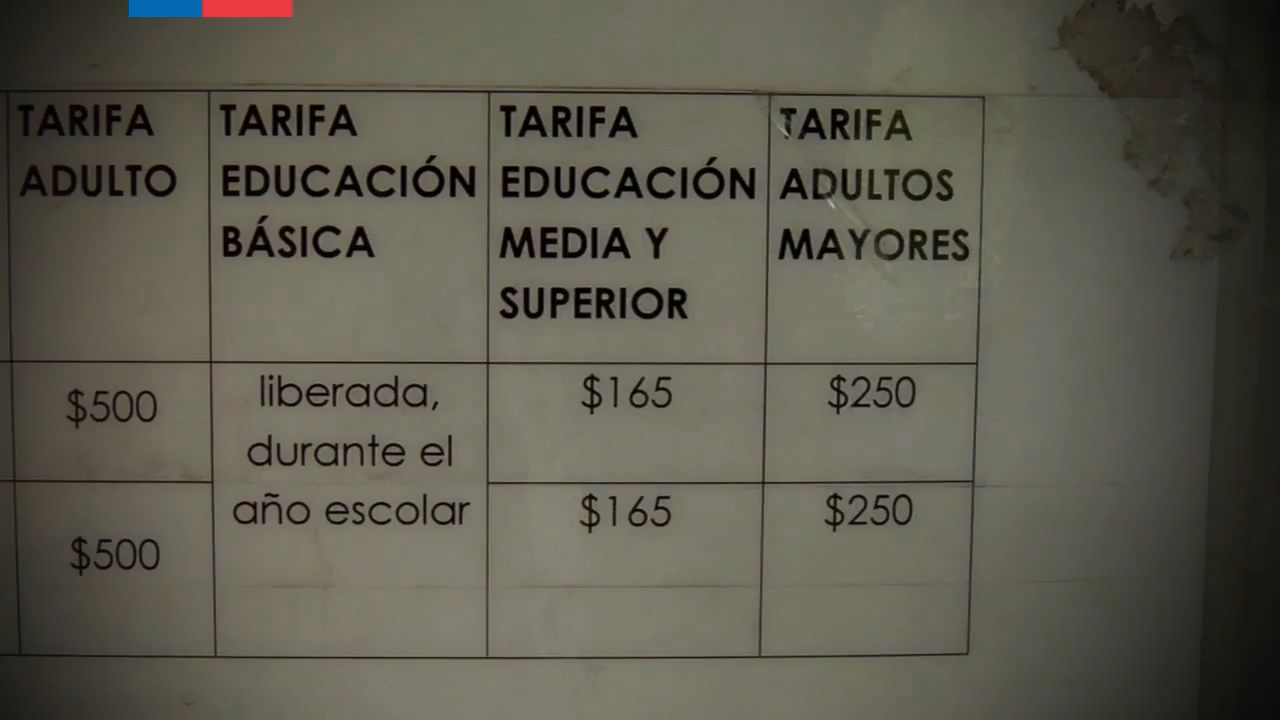 TARIFA
ADULTO
TARIFA
EDUCACIÓN
BÁSICA
TARIFA
EDUCACIÓN
MEDIA Y
SUPERIOR
TARIFA
ADULTOS
MAYORES
$500
liberada,
durante el
año escolar
$165
$250
$500
$165
$250